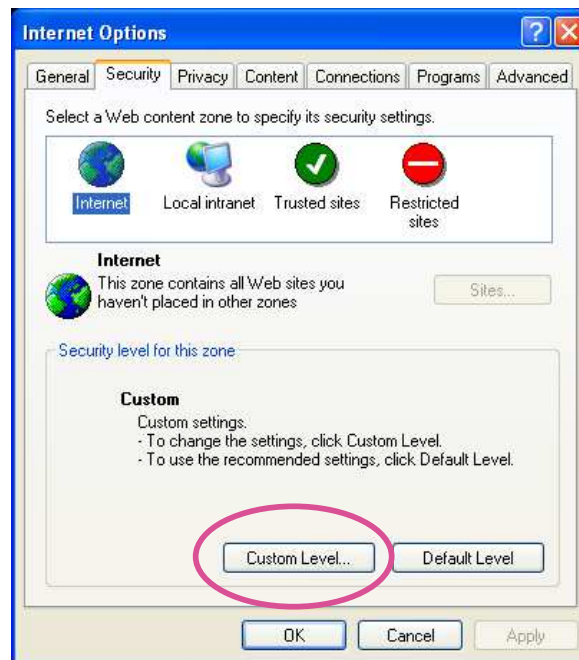 Internet Options
General Security Privacy Content Connections Programs Advanced
Select a Web content zone to specify its security settings.
Internet Local intranet Trusted sites Restricted
sites
Internet
This zone contains all Web sites you
haven't placed in other zones
Sites...
Security level for this zone
Custom
Custom settings.
- To change the settings, click Custom Level.
- To use the recommended settings, click Default Level.
Custom Level... Default Level
OK Cancel Apply